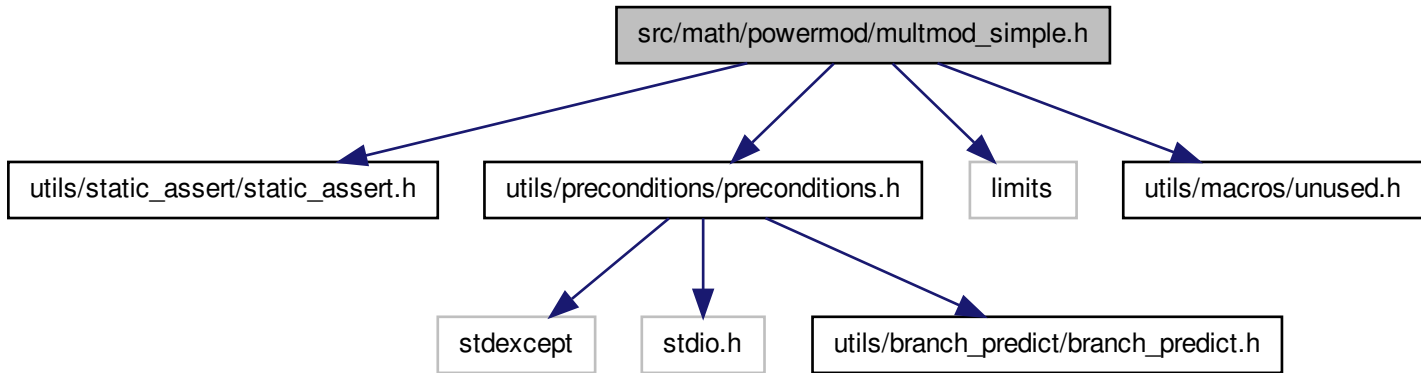 src/math/powermod/multmod_simple.h
utils/static_assert/static_assert.h
utils/preconditions/preconditions.h
limits
utils/macros/unused.h
stdexcept
stdio.h
utils/branch_predict/branch_predict.h